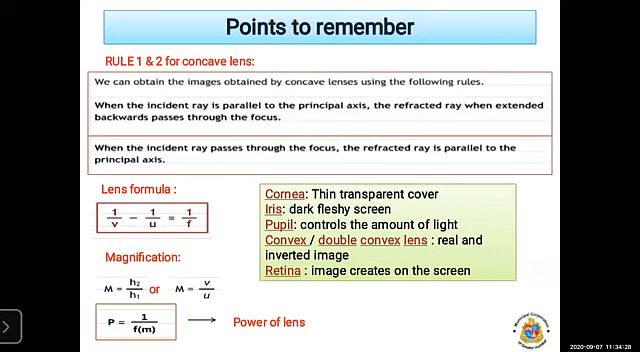 Points to remember
RULE 1 & 2 for concave lens:
We can obtain the images obtained by concave lenses using the following rules.
When the incident ray is parallel to the principal axis, the refracted ray when extended
backwards passes through the focus.
When the incident ray passes through the focus, the refracted ray is parallel to the
principal axis.
Lens formula :
1/v - 1/u = 1/f
Magnification:
M = h₂/h₁ or M = v/u
P = 1/f(m)
Power of lens
Cornea: Thin transparent cover
Iris: dark fleshy screen
Pupil: controls the amount of light
Convex / double convex lens : real and
inverted image
Retina : image creates on the screen
2020-09-07 11:34:28